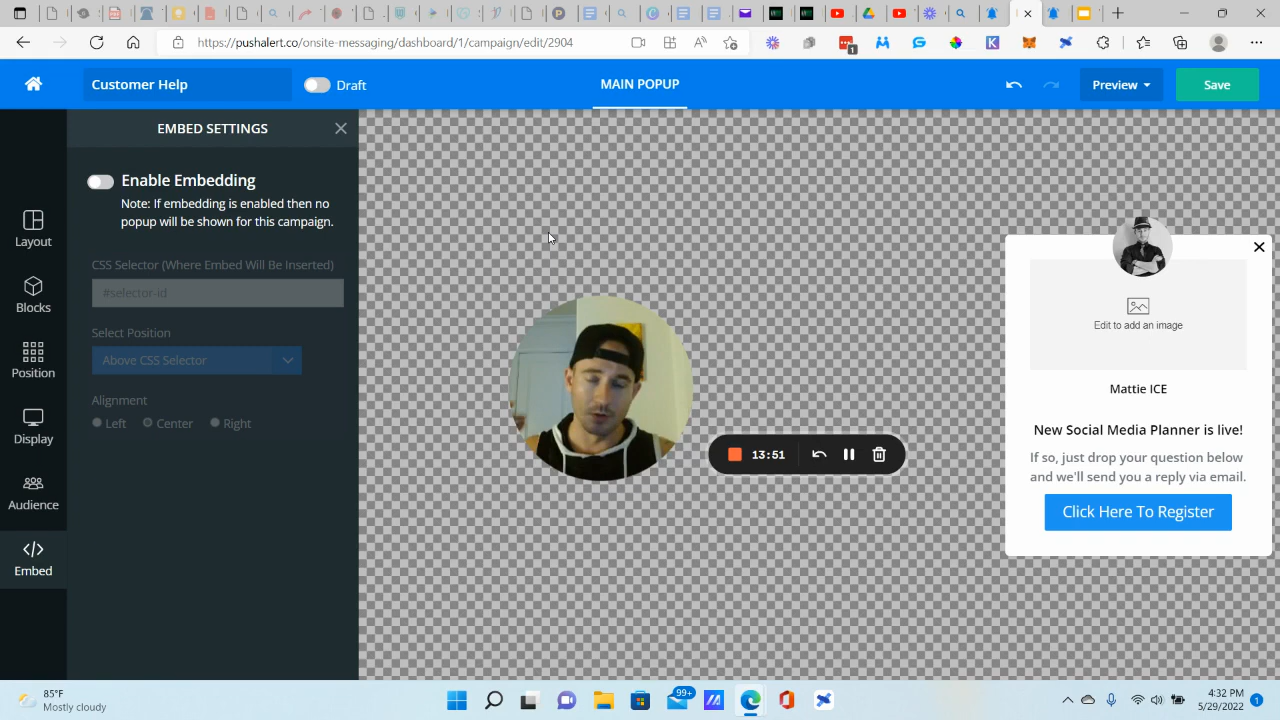 https://pushalert.co/onsite-messaging/dashboard/1/campaign/edit/2904
1
Customer Help
Draft
MAIN POPUP
Preview
Save
EMBED SETTINGS
Enable Embedding
Note: If embedding is enabled then no
popup will be shown for this campaign.
CSS Selector (Where Embed Will Be Inserted)
#selector-id
Select Position
Above CSS Selector
Alignment
Left
Center
Right
Layout
Blocks
Position
Display
Audience
Embed
13:51
Edit to add an image
Mattie ICE
New Social Media Planner is live!
If so, just drop your question below
and we'll send you a reply via email.
Click Here To Register
85°F
Mostly cloudy
99+
4:32 PM
5/29/2022
1